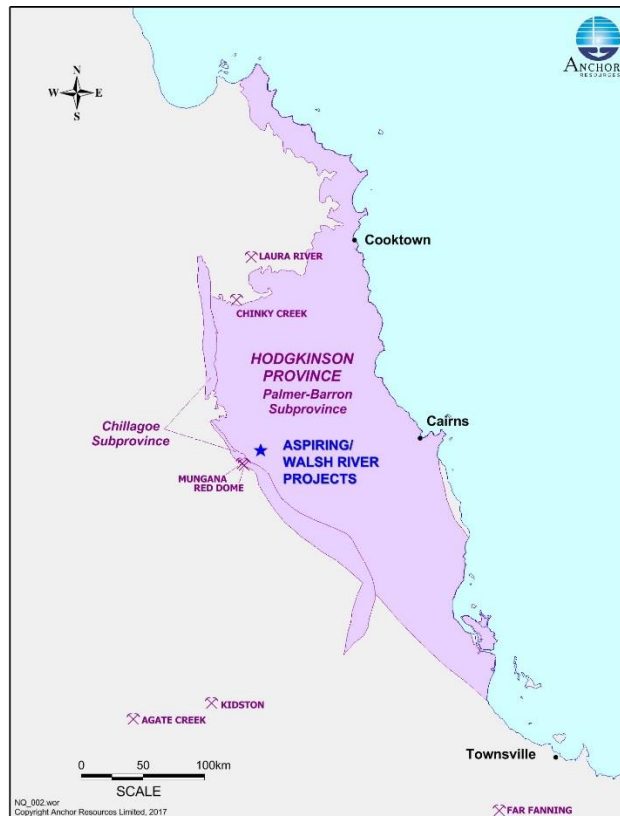 ANCHOR
RESOURCES
N
W E
S
Cooktown
LAURA RIVER
CHINKY CREEK
HODGKINSON
PROVINCE
Palmer-Barron
Subprovince
Chillagoe
Subprovince
Cairns
ASPIRING/
WALSH RIVER
PROJECTS
MUNGANA
RED DOME
KIDSTON
AGATE CREEK
Townsville
0 50 100km
SCALE
NQ_002.wor
Copyright Anchor Resources Limited, 2017
FAR FANNING